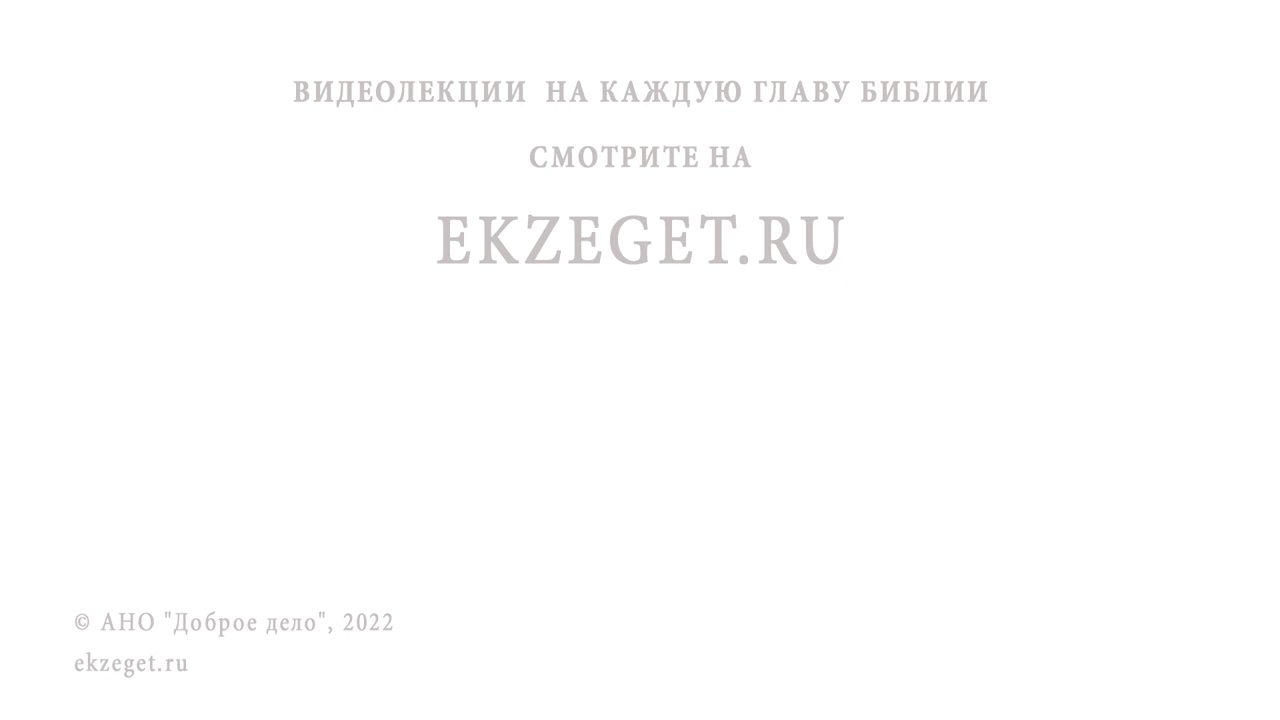 ВИДЕОЛЕКЦИИ НА КАЖДУЮ ГЛАВУ БИБЛИИ
СМОТРИТЕ НА
EKZEGET.RU
© АНО "Доброе дело", 2022
ekzeget.ru